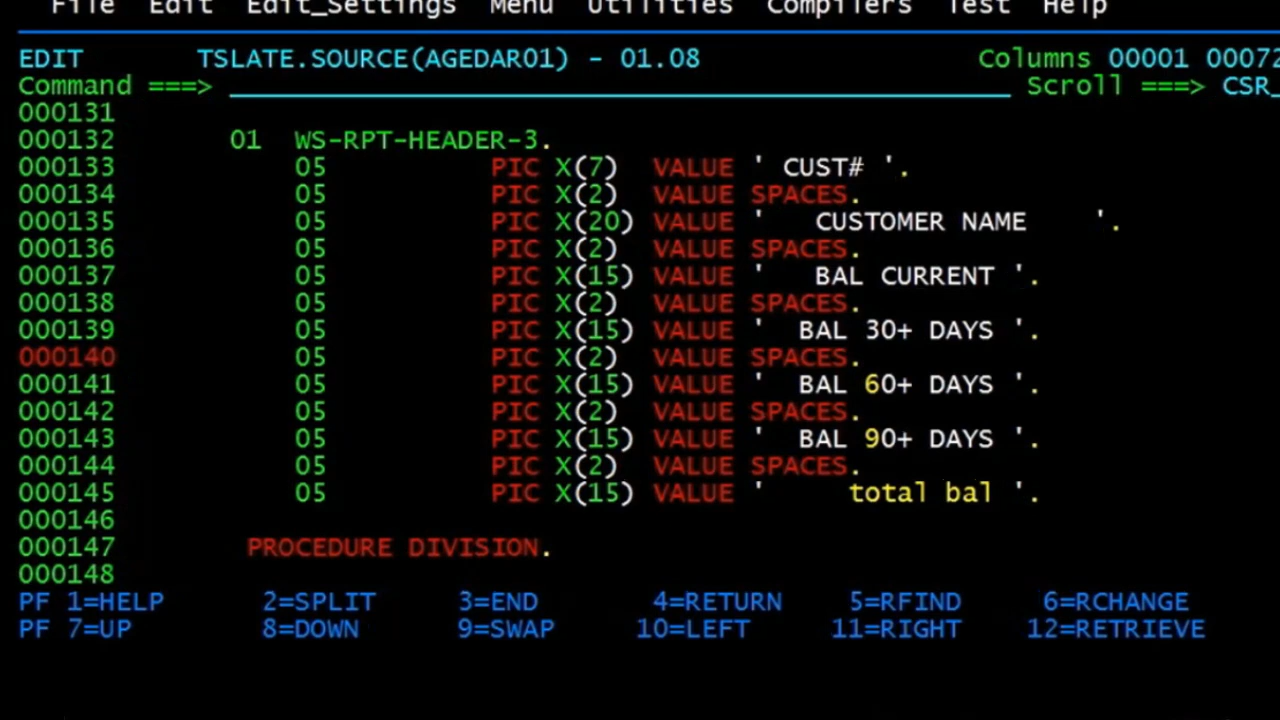 File  Edit  Edit_Settings  Menu  Utilities  Compilers  Test  Help
EDIT       TSLATE.SOURCE(AGEDAR01) - 01.08                 Columns 00001 00072
Command ===>                                                  Scroll ===> CSR
000131
000132       01  WS-RPT-HEADER-3.
000133           05          PIC X(7)  VALUE ' CUST# '.
000134           05          PIC X(2)  VALUE SPACES.
000135           05          PIC X(20) VALUE '   CUSTOMER NAME    '.
000136           05          PIC X(2)  VALUE SPACES.
000137           05          PIC X(15) VALUE '   BAL CURRENT '.
000138           05          PIC X(2)  VALUE SPACES.
000139           05          PIC X(15) VALUE '  BAL 30+ DAYS '.
000140           05          PIC X(2)  VALUE SPACES.
000141           05          PIC X(15) VALUE '  BAL 60+ DAYS '.
000142           05          PIC X(2)  VALUE SPACES.
000143           05          PIC X(15) VALUE '  BAL 90+ DAYS '.
000144           05          PIC X(2)  VALUE SPACES.
000145           05          PIC X(15) VALUE '     total bal '.
000146
000147        PROCEDURE DIVISION.
000148
PF 1=HELP      2=SPLIT     3=END       4=RETURN    5=RFIND     6=RCHANGE
PF 7=UP        8=DOWN      9=SWAP     10=LEFT     11=RIGHT    12=RETRIEVE